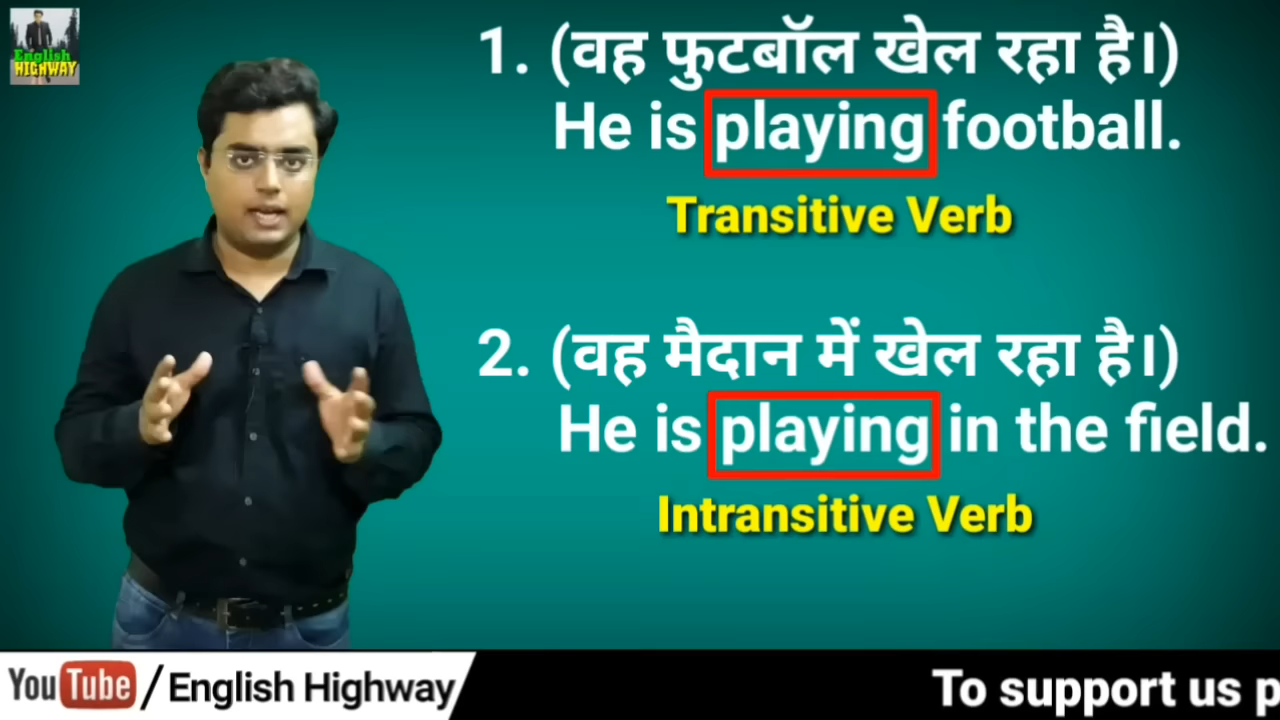 English
HIGHWAY
1. (वह फुटबॉल खेल रहा है।)
He is playing football.
Transitive Verb
2. (वह मैदान में खेल रहा है।)
He is playing in the field.
Intransitive Verb
YouTube / English Highway
To support us p